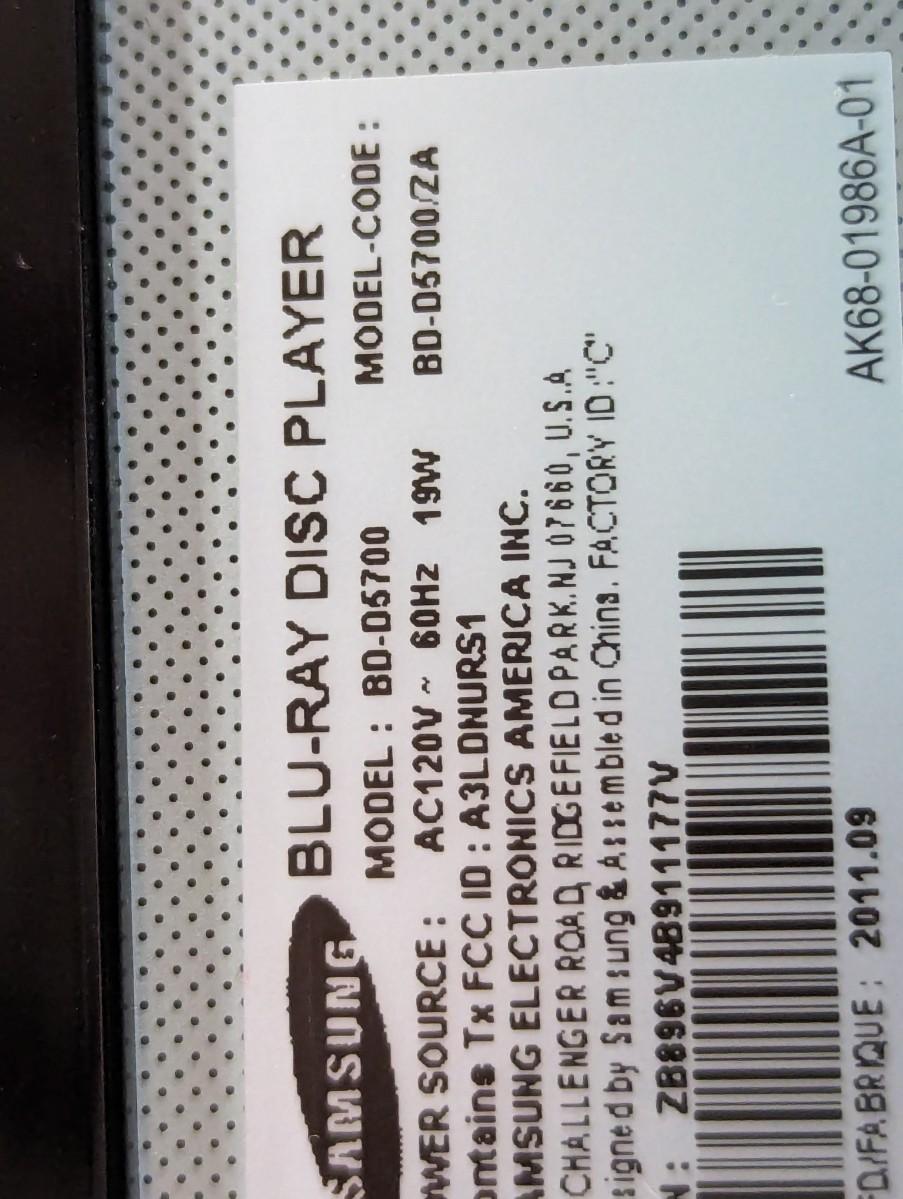 SAMSUNG BLU-RAY DISC PLAYER
MODEL : BD-D5700 MODEL-CODE :
WER SOURCE : AC120V ~ 60Hz 19W BD-D5700/ZA
ontains Tx FCC ID : A3LDNURS1
AMSUNG ELECTRONICS AMERICA INC.
CHALLENGER ROAD, RIDGEFIELD PARK, NJ 07660, U.S.A
signed by Samsung & Assembled in China. FACTORY ID :"C"
N : ZB896V4B911177V
D/FABRIQUE : 2011.09
AK68-01986A-01